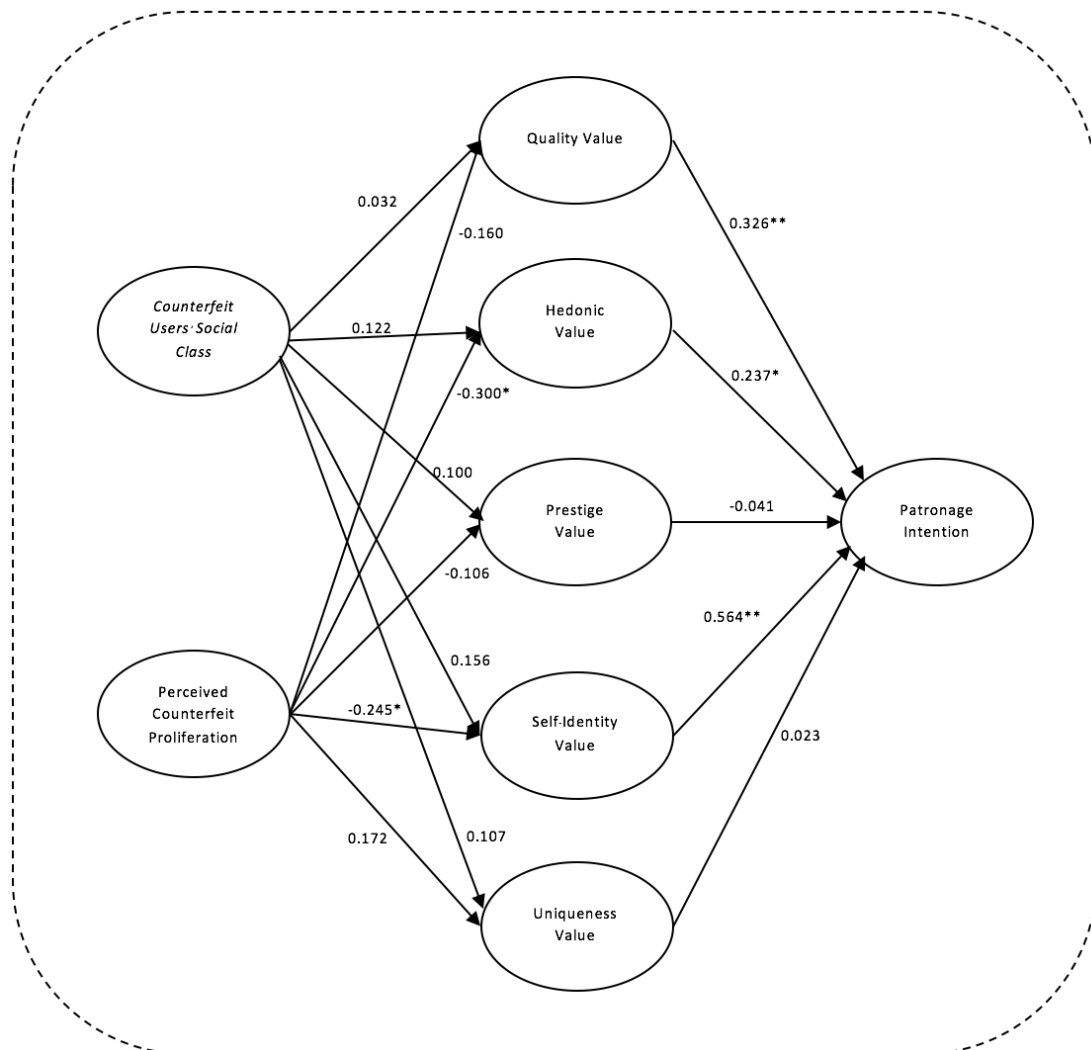 Quality Value
0.032
0.326**
-0.160
Counterfeit
Users· Social
Class
Hedonic
Value
0.122
0.237*
-0.300*
0.100
Prestige
Value
-0.041
Patronage
Intention
-0.106
0.564**
0.156
Perceived
Counterfeit
Proliferation
-0.245*
Self-Identity
Value
0.023
0.172
0.107
Uniqueness
Value